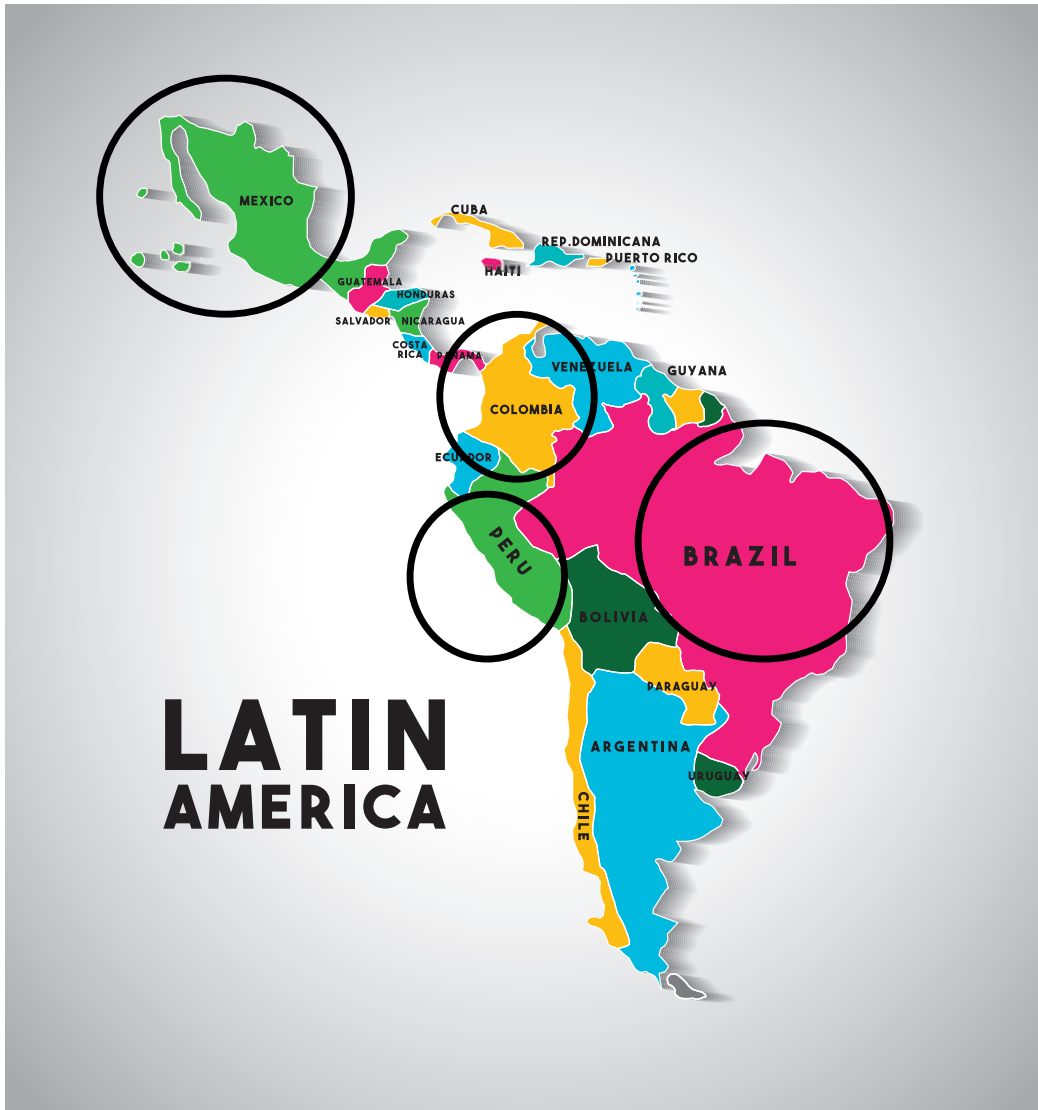 MEXICO
CUBA
REP.DOMINICANA
PUERTO RICO
HAITI
GUATEMALA
HONDURAS
SALVADOR
NICARAGUA
COSTA
RICA
PANAMA
VENEZUELA
GUYANA
COLOMBIA
ECUADOR
PERU
BRAZIL
BOLIVIA
PARAGUAY
LATIN
AMERICA
ARGENTINA
URUGUAY
CHILE